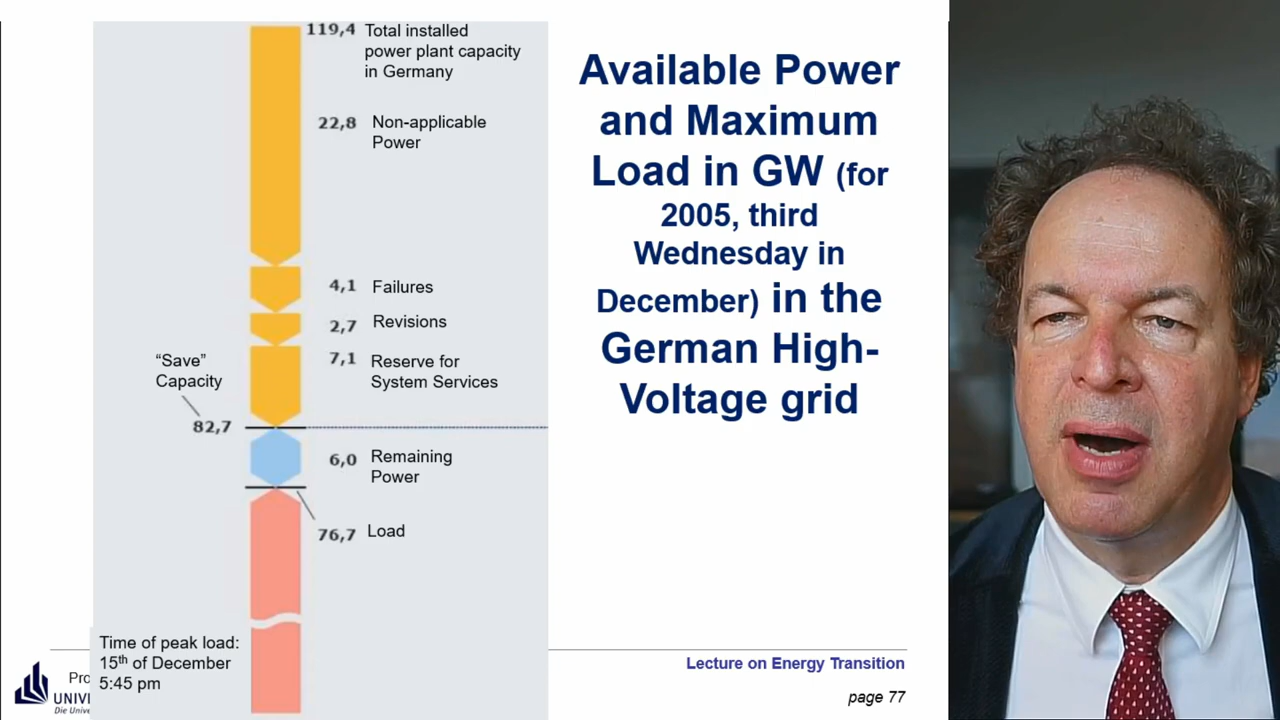 119,4 Total installed
power plant capacity
in Germany
22,8 Non-applicable
Power
4,1 Failures
2,7 Revisions
7,1 Reserve for
System Services
“Save”
Capacity
82,7
6,0 Remaining
Power
76,7 Load
Time of peak load:
15th of December
5:45 pm
Available Power
and Maximum
Load in GW (for
2005, third
Wednesday in
December) in the
German High-
Voltage grid
Lecture on Energy Transition
page 77